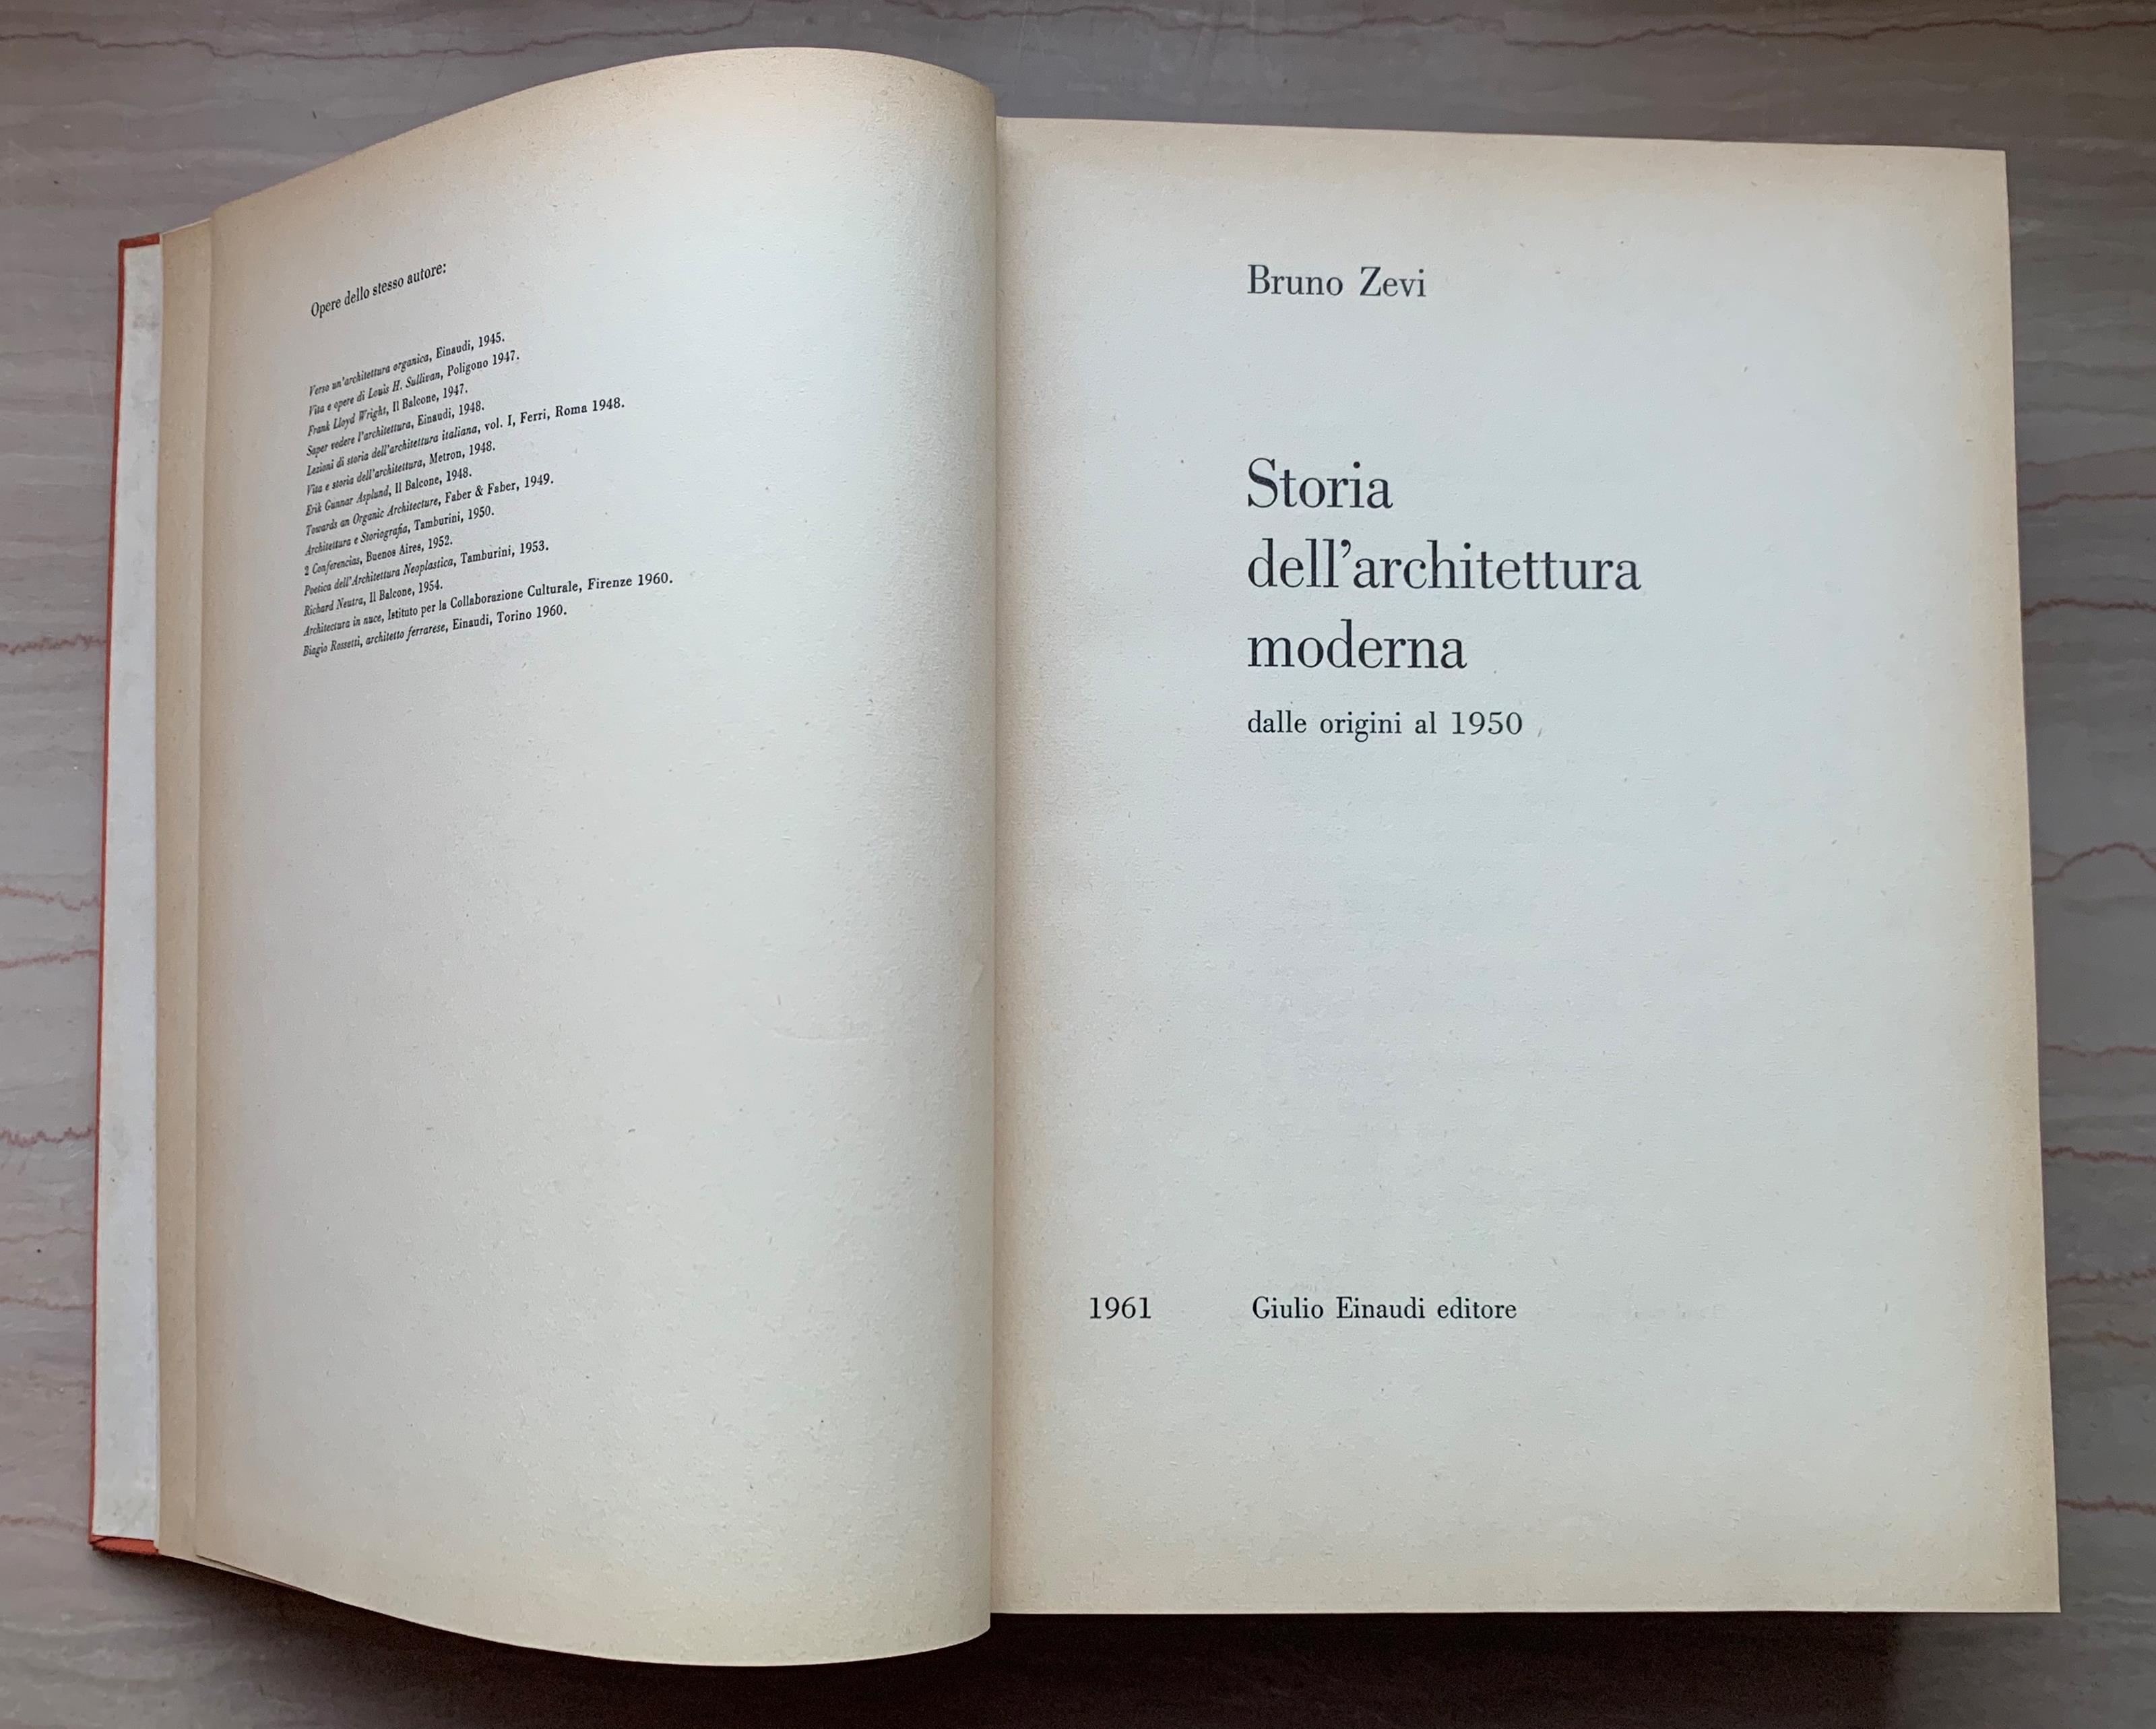 Opere dello stesso autore:
Verso un'architettura organica, Einaudi, 1945.
Vita e opere di Louis H. Sullivan, Poligono 1947.
Frank Lloyd Wright, Il Balcone, 1947.
Saper vedere l'architettura, Einaudi, 1948.
Lezioni di storia dell'architettura italiana, vol. I, Ferri, Roma 1948.
Vita e storia dell'architettura, Metron, 1948.
Erik Gunnar Asplund, Il Balcone, 1948.
Towards an Organic Architecture, Faber & Faber, 1949.
Architettura e Storiografia, Tamburini, 1950.
2 Conferencias, Buenos Aires, 1952.
Poetica dell'Architettura Neoplastica, Tamburini, 1953.
Richard Neutra, Il Balcone, 1954.
Architectura in nuce, Istituto per la Collaborazione Culturale, Firenze 1960.
Biagio Rossetti, architetto ferrarese, Einaudi, Torino 1960.
Bruno Zevi
Storia
dell'architettura
moderna
dalle origini al 1950
1961 Giulio Einaudi editore